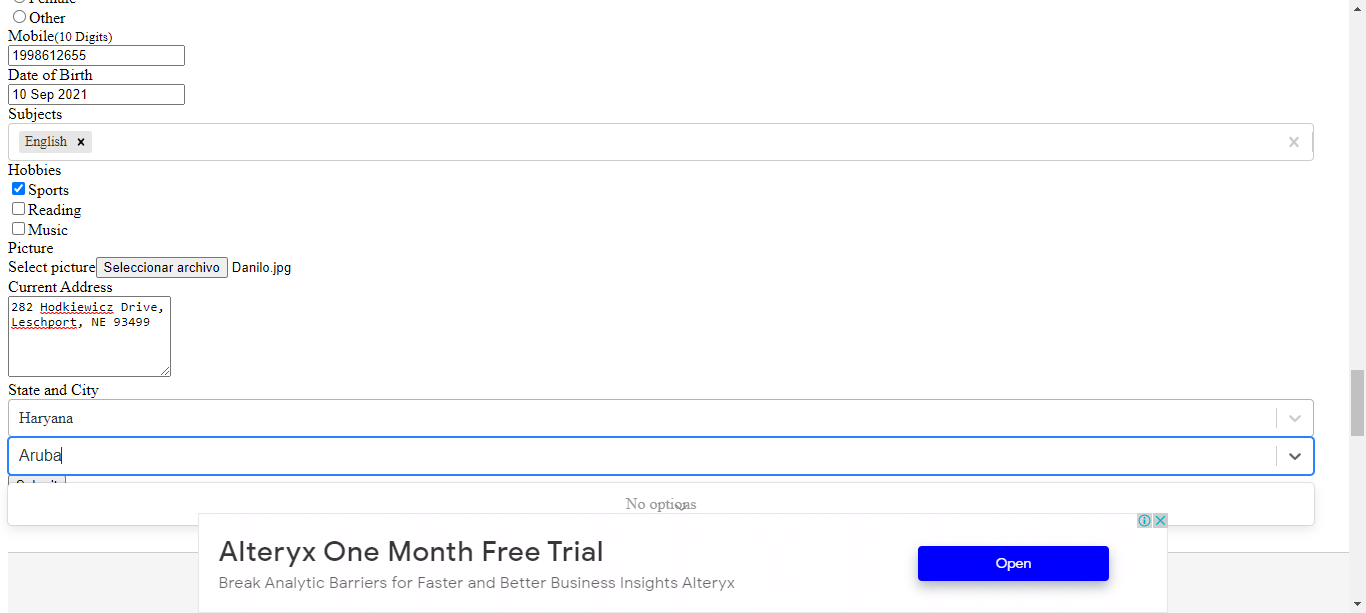 Female
Other
Mobile(10 Digits)
1998612655
Date of Birth
10 Sep 2021
Subjects
English
Hobbies
Sports
Reading
Music
Picture
Select picture Seleccionar archivo Danilo.jpg
Current Address
282 Hodkiewicz Drive,
Leschport, NE 93499
State and City
Haryana
Aruba
Submit
No options
Alteryx One Month Free Trial
Break Analytic Barriers for Faster and Better Business Insights Alteryx
Open